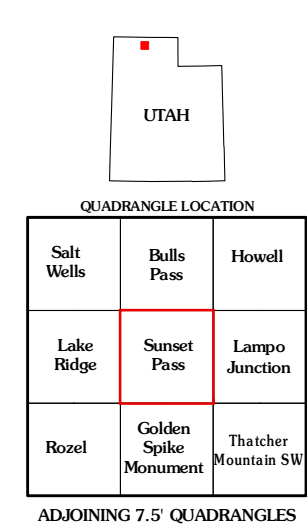 UTAH
QUADRANGLE LOCATION
Salt
Wells
Bulls
Pass
Howell
Lake
Ridge
Sunset
Pass
Lampo
Junction
Rozel
Golden
Spike
Monument
Thatcher
Mountain SW
ADJOINING 7.5' QUADRANGLES